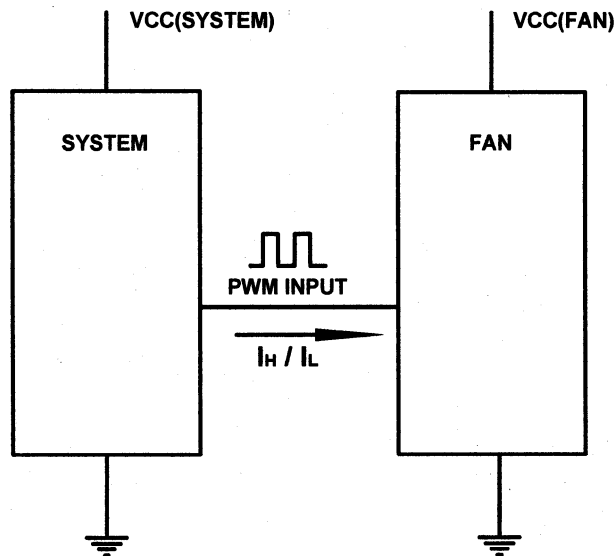 VCC(SYSTEM)
VCC(FAN)
SYSTEM
FAN
PWM INPUT
IH / IL